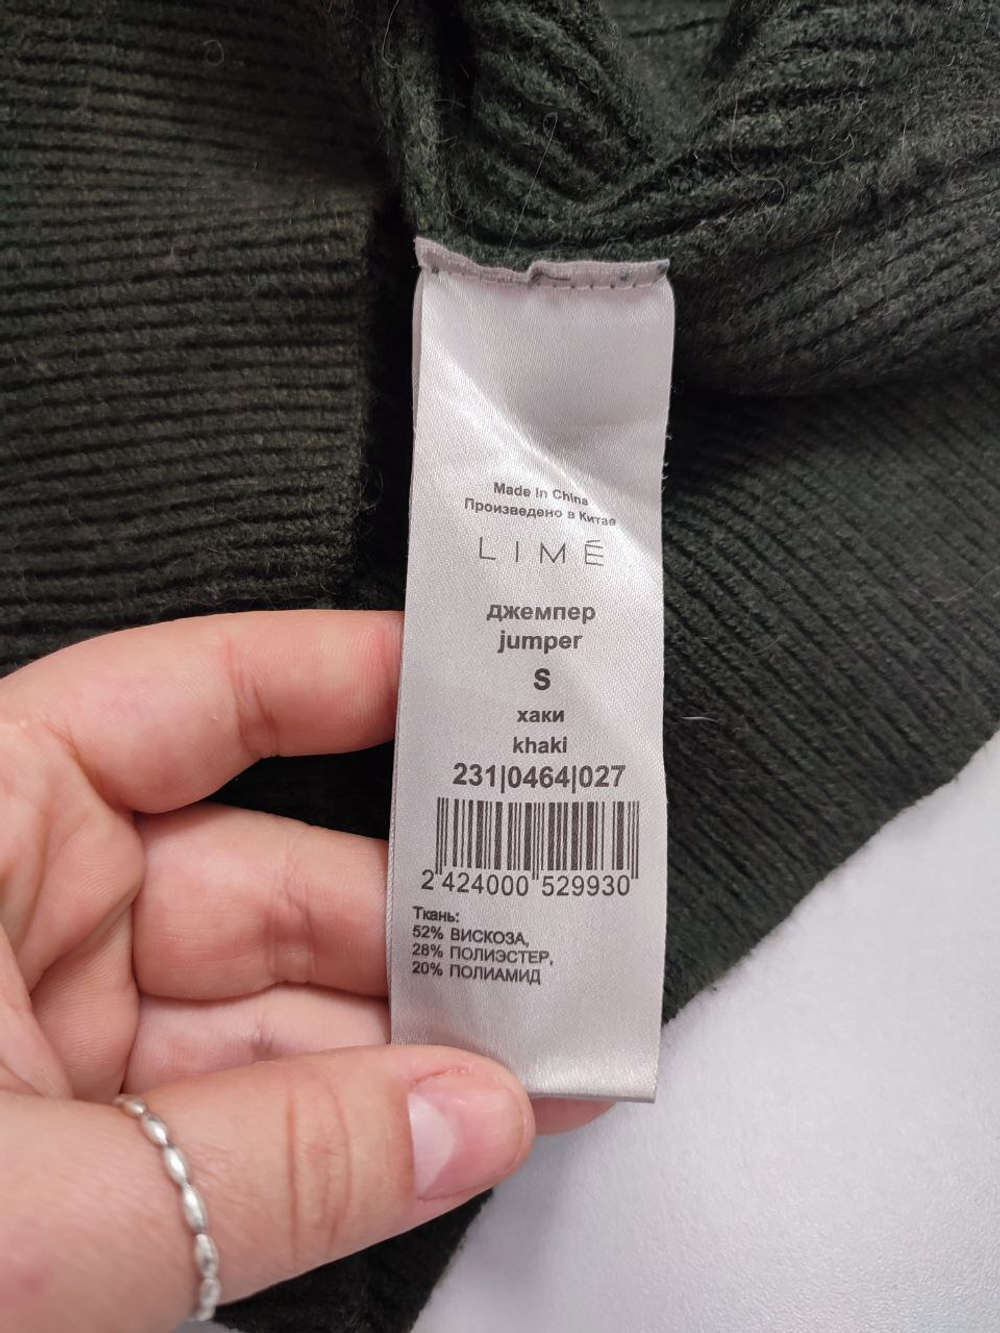 Made in China
Произведено в Китае
LIMÉ
джемпер
jumper
S
хаки
khaki
231|0464|027
2 424000 529930
Ткань:
52% ВИСКОЗА,
28% ПОЛИЭСТЕР,
20% ПОЛИАМИД